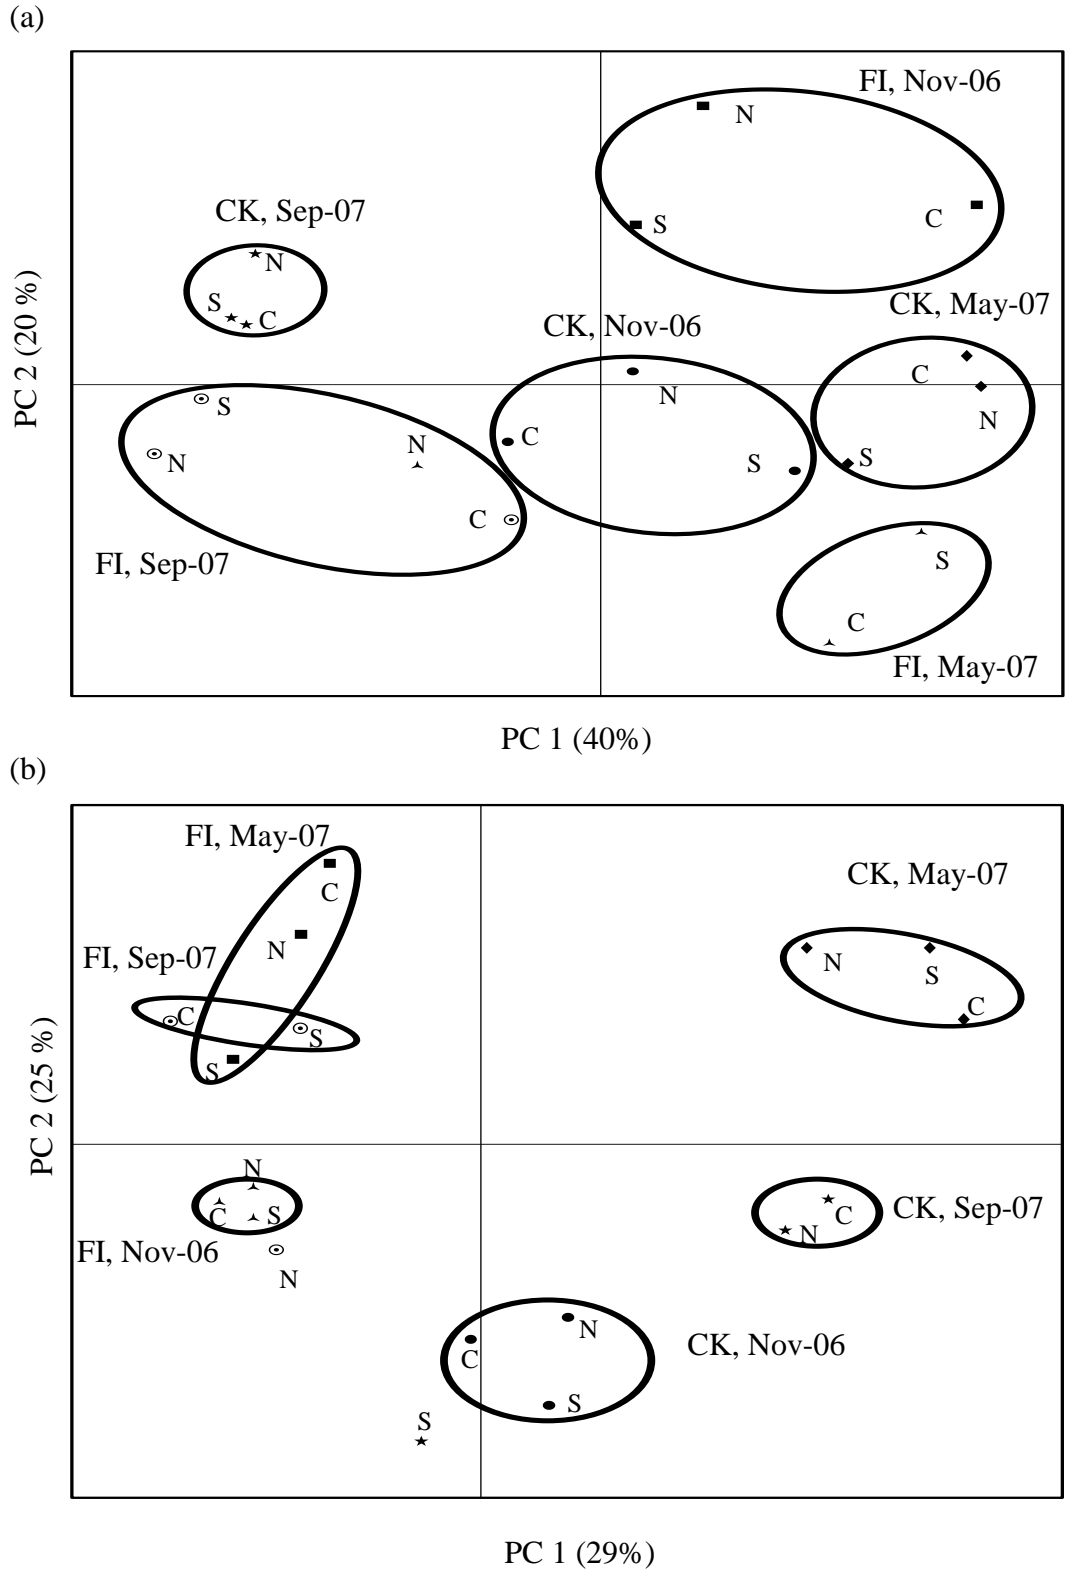 (a)
FI, Nov-06
N
CK, Sep-07
S
C
N
S
C
CK, May-07
CK, Nov-06
C
N
N
S
C
N
N
S
S
C
FI, Sep-07
S
C
FI, May-07
PC 2 (20 %)
PC 1 (40%)
(b)
FI, May-07
C
CK, May-07
N
FI, Sep-07
N
S
C
C
S
S
N
C
S
FI, Nov-06
N
C
N
CK, Sep-07
N
C
CK, Nov-06
S
S
PC 2 (25 %)
PC 1 (29%)